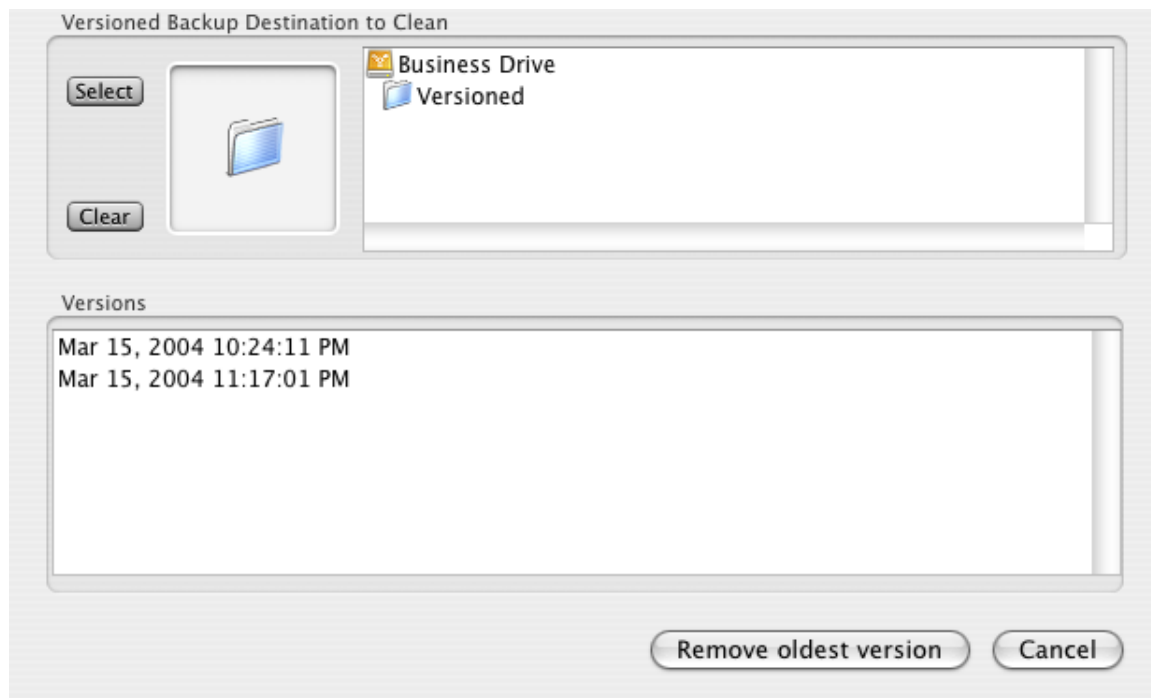 Versioned Backup Destination to Clean
Select
Business Drive
Versioned
Clear
Versions
Mar 15, 2004 10:24:11 PM
Mar 15, 2004 11:17:01 PM
Remove oldest version
Cancel